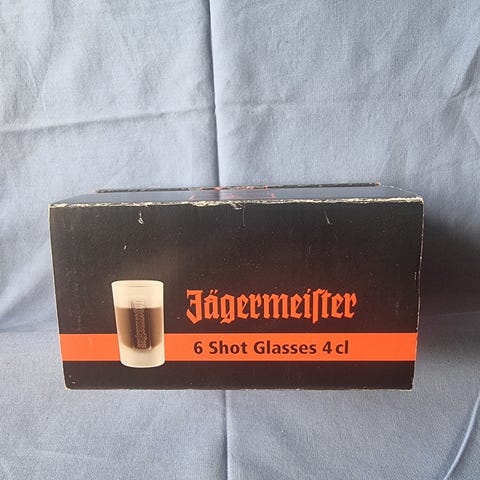 Jägermeiſter
6 Shot Glasses 4 cl